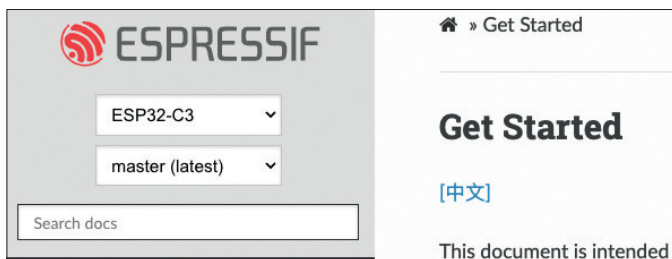 ESPRESSIF
ESP32-C3
master (latest)
Search docs
» Get Started
Get Started
[中文]
This document is intended